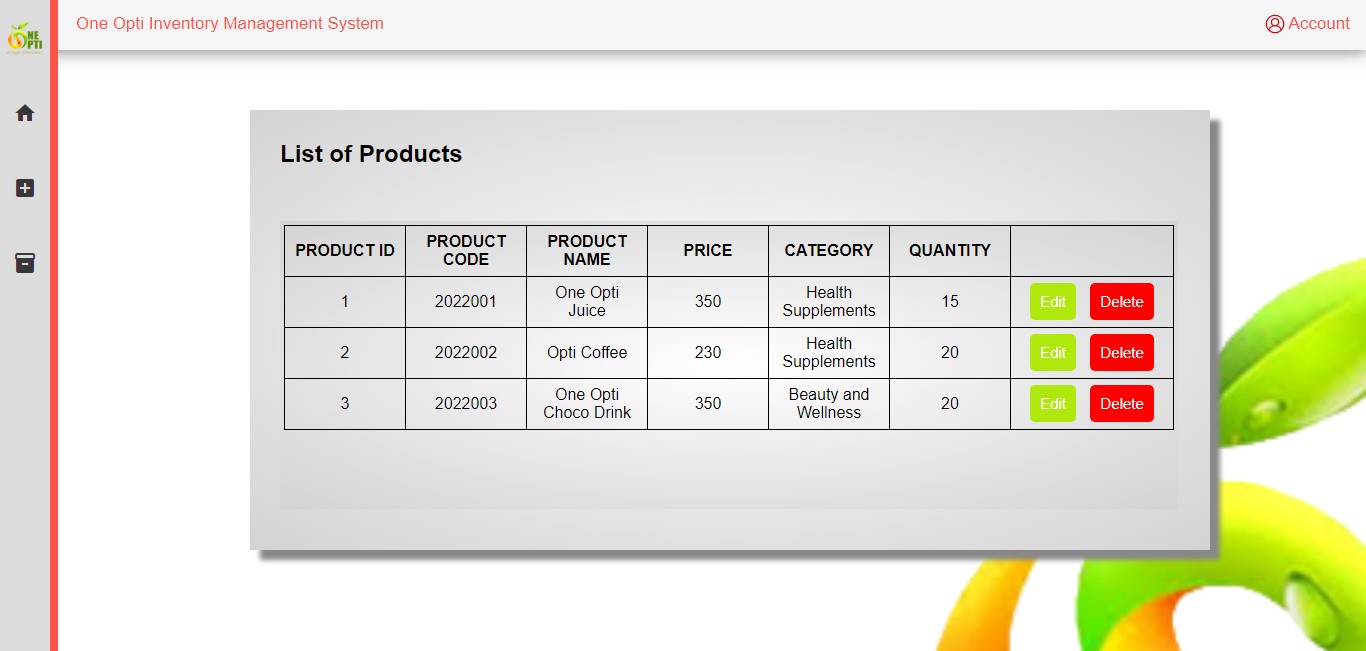 One Opti Inventory Management System
Account
NE
PTI
List of Products
PRODUCT ID
PRODUCT
CODE
PRODUCT
NAME
PRICE
CATEGORY
QUANTITY
1
2022001
One Opti
Juice
350
Health
Supplements
15
Edit
Delete
2
2022002
Opti Coffee
230
Health
Supplements
20
Edit
Delete
3
2022003
One Opti
Choco Drink
350
Beauty and
Wellness
20
Edit
Delete